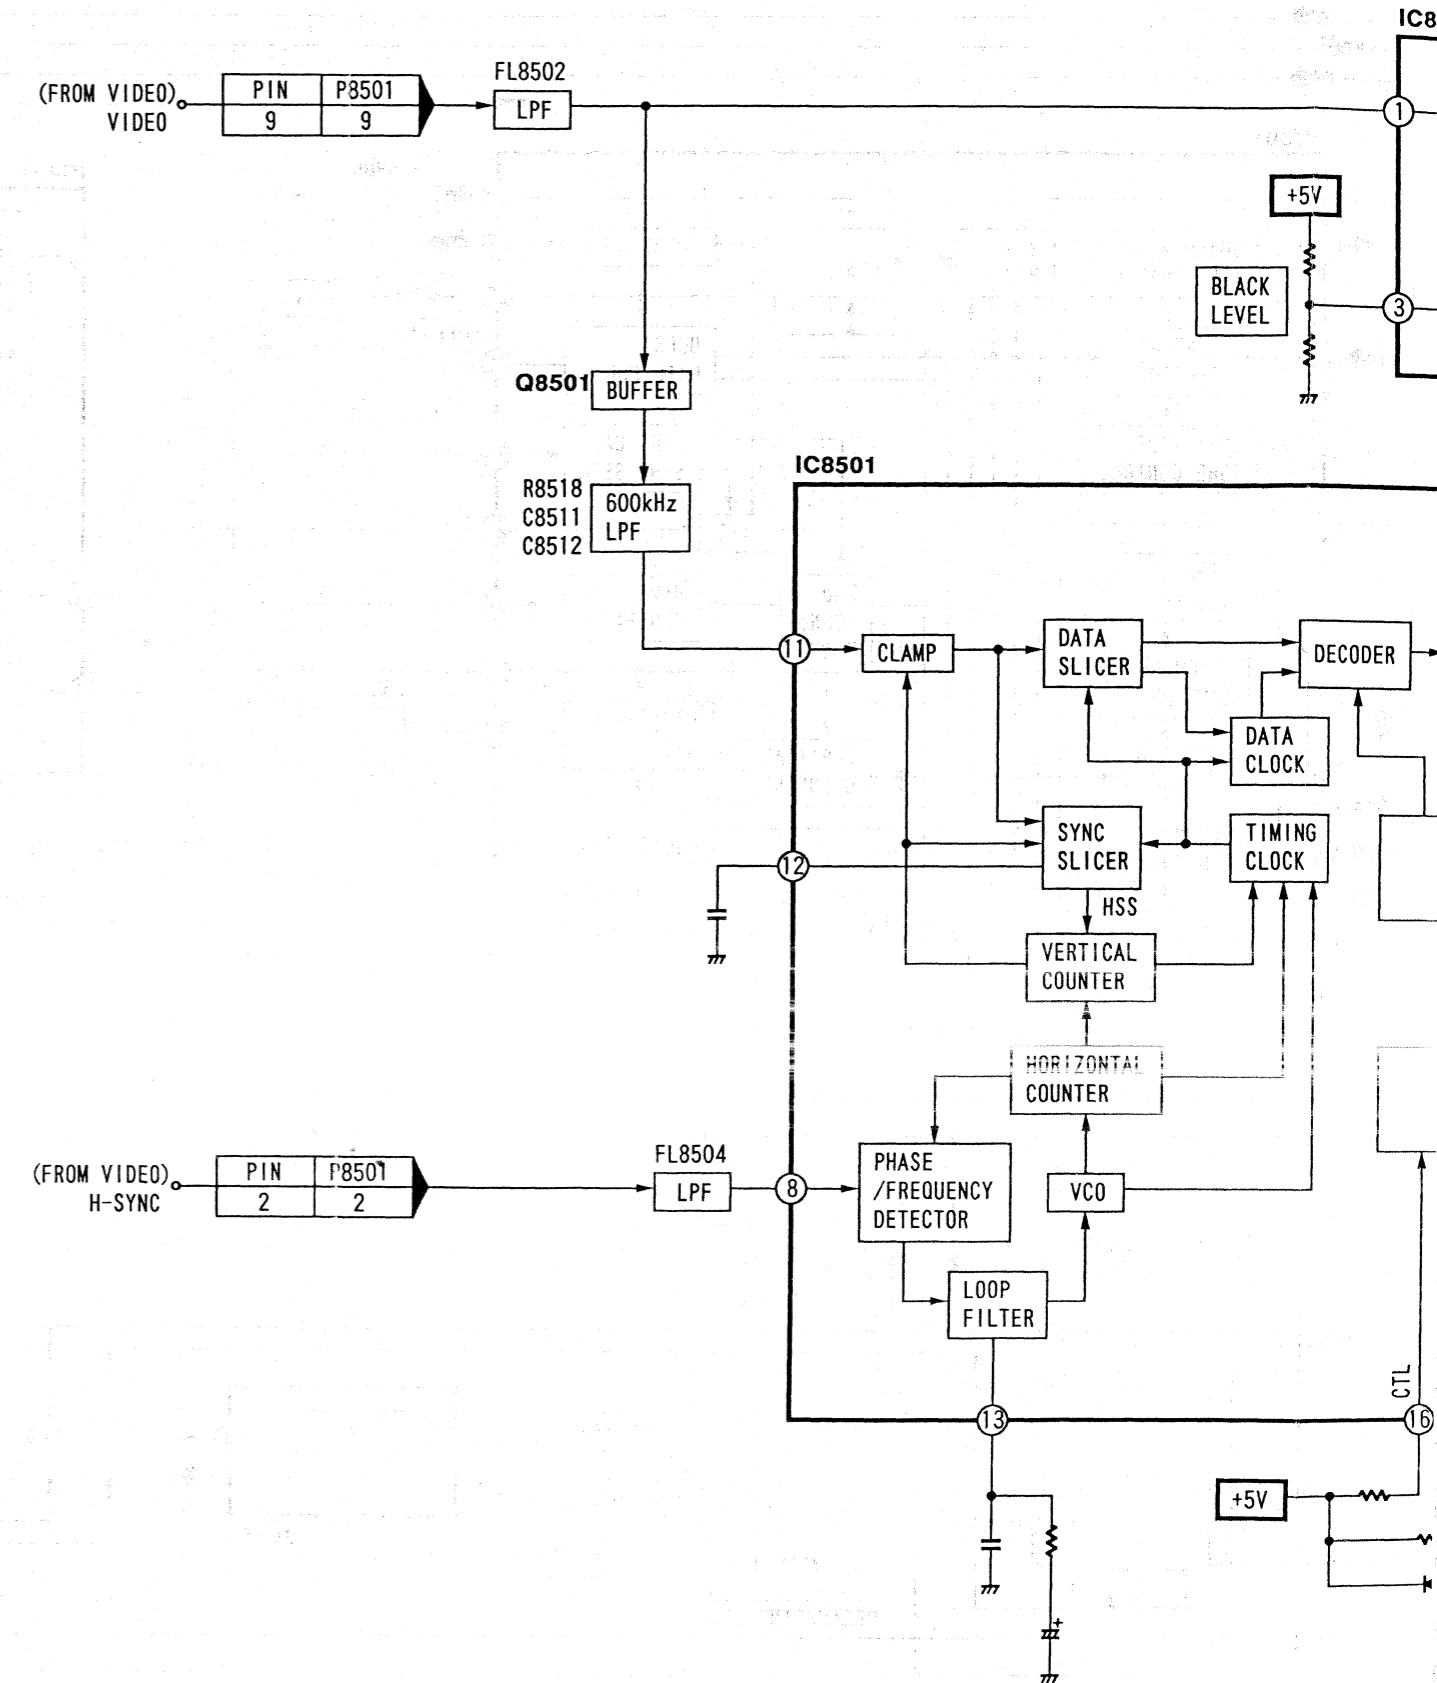 IC8
(FROM VIDEO)
VIDEO
PIN P8501
9 9
FL8502
LPF
1
+5V
BLACK
LEVEL
3
Q8501
BUFFER
IC8501
R8518
C8511
C8512
600kHz
LPF
11
CLAMP
DATA
SLICER
DECODER
DATA
CLOCK
SYNC
SLICER
TIMING
CLOCK
12
HSS
VERTICAL
COUNTER
HORIZONTAL
COUNTER
(FROM VIDEO)
H-SYNC
PIN P8501
2 2
FL8504
LPF
8
PHASE
/FREQUENCY
DETECTOR
VCO
LOOP
FILTER
CTL
13
16
+5V
+